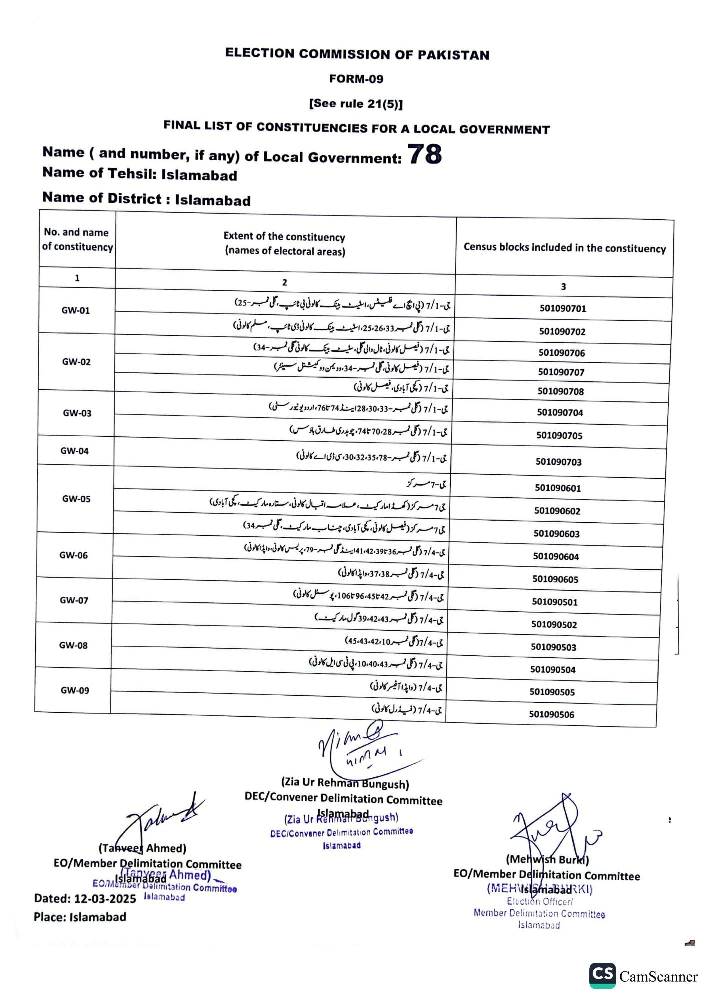 ELECTION COMMISSION OF PAKISTAN
FORM-09
[See rule 21(5)]
FINAL LIST OF CONSTITUENCIES FOR A LOCAL GOVERNMENT
Name ( and number, if any) of Local Government: 78
Name of Tehsil: Islamabad
Name of District : Islamabad
No. and name of constituency
Extent of the constituency (names of electoral areas)
Census blocks included in the constituency
1 2 3
GW-01
جی-7/1 (پی ایچ اے فلیٹس، اسٹیٹ بینک کالونی بی ٹائپ، گلی نمبر-25) 501090701
جی-7/1 (گلی نمبر 25،26،33، اسٹیٹ بینک کالونی ڈی ٹائپ، مسلم کالونی) 501090702
GW-02
جی-7/1 (فیصل کالونی، ٹال والی گلی، سٹیٹ بینک کالونی گلی نمبر-34) 501090706
جی-7/1 (فیصل کالونی، گلی نمبر-34، وویمن ووکیشنل سینٹر) 501090707
جی-7/1 (کچی آبادی، فیصل کالونی) 501090708
GW-03
جی-7/1 (گلی نمبر-28،30،33 اینڈ 74 تا 76، اردو یونیورسٹی) 501090704
جی-7/1 (گلی نمبر 28،70 تا 74، چوہدری طارق ہاؤس) 501090705
GW-04
جی-7/1 (گلی نمبر-78،35،32،30، سی ڈی اے کالونی) 501090703
GW-05
جی-7 مرکز 501090601
جی 7 مرکز (کھڈا مارکیٹ، علامہ اقبال کالونی، ستارہ مارکیٹ، کچی آبادی) 501090602
جی 7 مرکز (فیصل کالونی، کچی آبادی، چناب مارکیٹ، گلی نمبر 34) 501090603
GW-06
جی-7/4 (گلی نمبر 36 تا 39،42،41 اینڈ گلی نمبر-79، پریس کالونی، واپڈا کالونی) 501090604
جی-7/4 (گلی نمبر 37،38، واپڈا کالونی) 501090605
GW-07
جی-7/4 (گلی نمبر 42 تا 45،96 تا 106، پوسٹل کالونی) 501090501
جی-7/4 (گلی نمبر 39،42،43 گول مارکیٹ) 501090502
GW-08
جی-7/4 (گلی نمبر 10،42،43،45) 501090503
جی-7/4 (گلی نمبر 10،40،43، پی ٹی سی ایل کالونی) 501090504
GW-09
جی-7/4 (واپڈا آفیسر کالونی) 501090505
جی-7/4 (فیڈرل کالونی) 501090506
(Zia Ur Rehman Bungush)
DEC/Convener Delimitation Committee
Islamabad
(Zia Ur Rehman Bungush)
DEC/Convener Delimitation Committee
Islamabad
(Tanveer Ahmed)
EO/Member Delimitation Committee
Islamabad
(Tanveer Ahmed)
EO/Member Delimitation Committee
Islamabad
Dated: 12-03-2025
Place: Islamabad
(Mehwish Burki)
EO/Member Delimitation Committee
Islamabad
(MEHWISH BURKI)
Election Officer/
Member Delimitation Committee
Islamabad
CS CamScanner